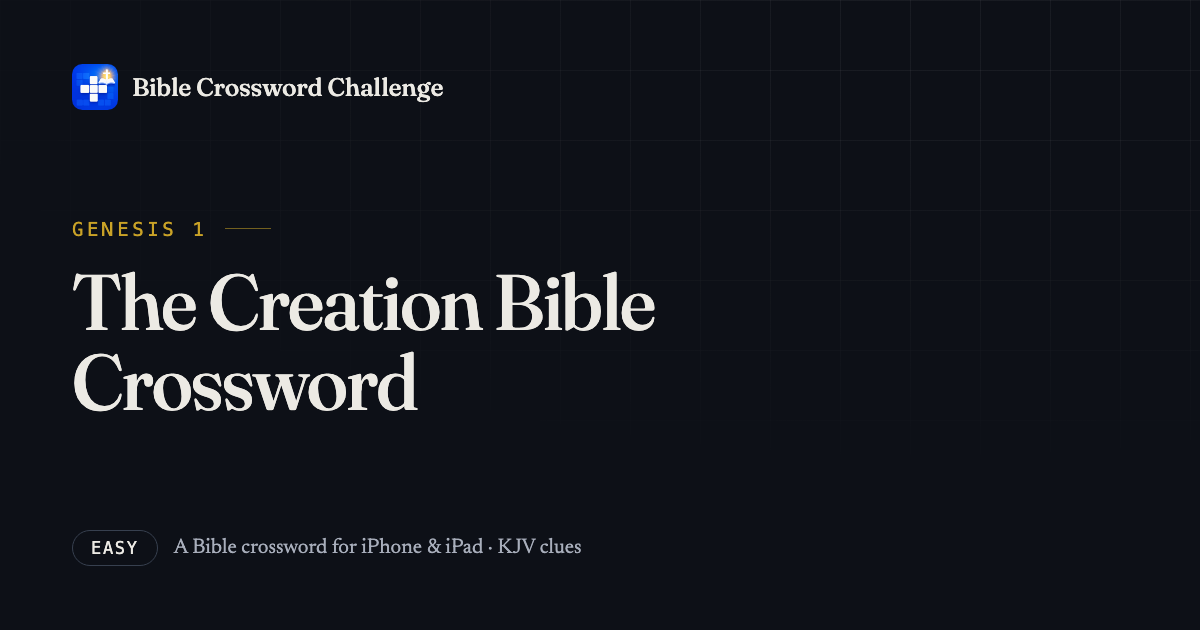 Bible Crossword Challenge
GENESIS 1
The Creation Bible
Crossword
EASY
A Bible crossword for iPhone & iPad · KJV clues